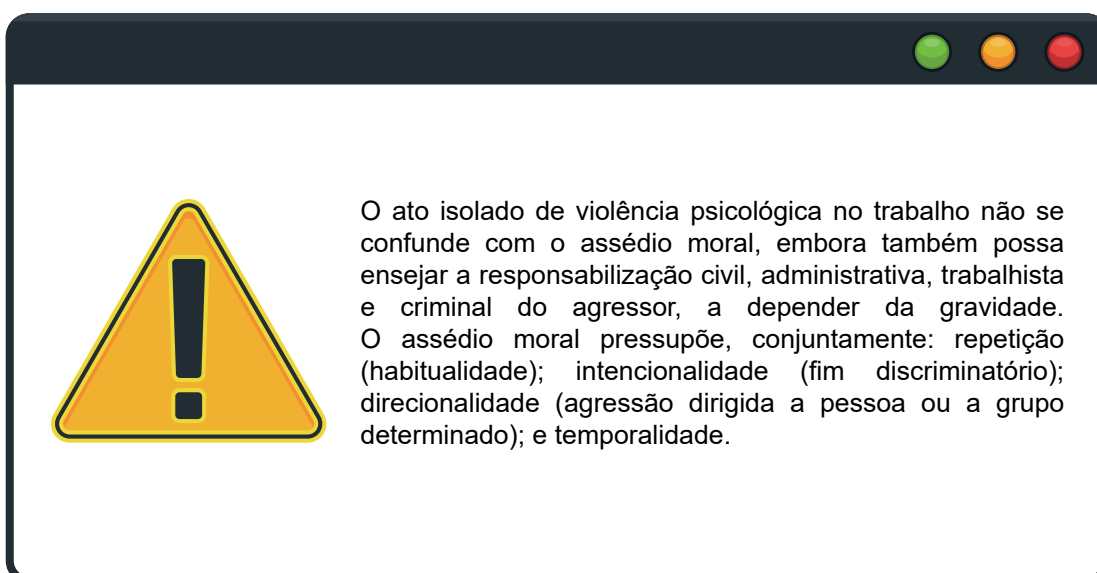 O ato isolado de violência psicológica no trabalho não se
confunde com o assédio moral, embora também possa
ensejar a responsabilização civil, administrativa, trabalhista
e criminal do agressor, a depender da gravidade.
O assédio moral pressupõe, conjuntamente: repetição
(habitualidade); intencionalidade (fim discriminatório);
direcionalidade (agressão dirigida a pessoa ou a grupo
determinado); e temporalidade.